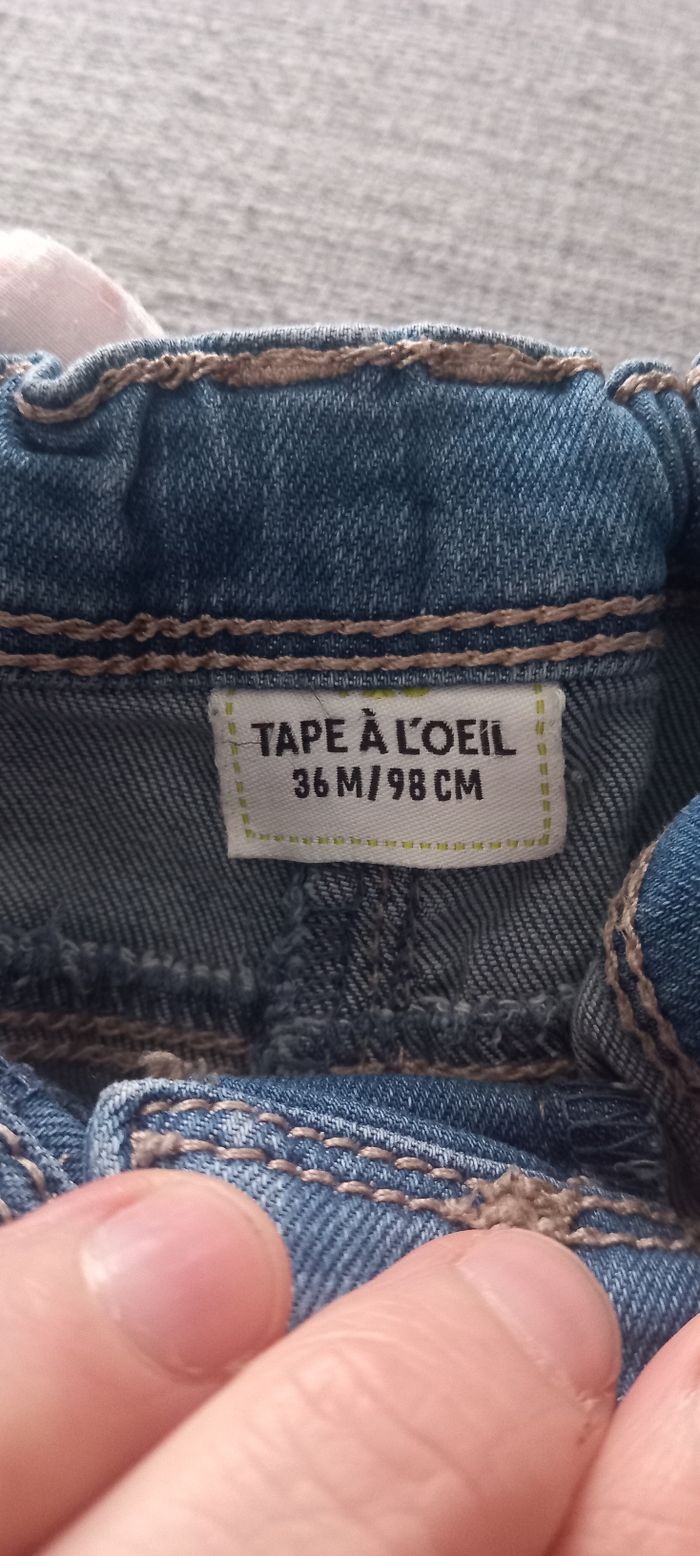 TAPE À L'OEIL
36 M/98 CM